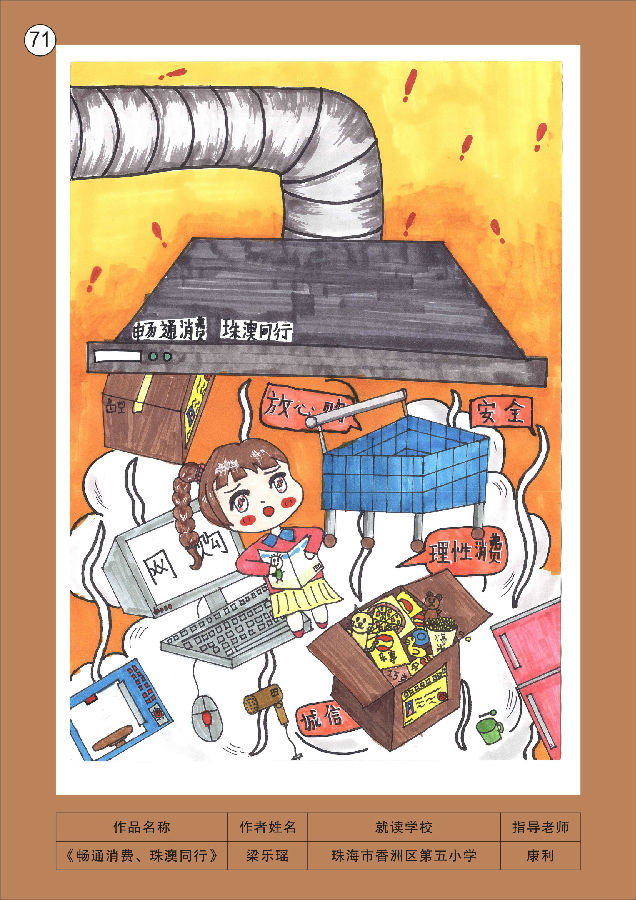 71
畅通消费 珠澳同行
放心购
安全
网购
理性消费
诚信
作品名称 作者姓名 就读学校 指导老师
《畅通消费、珠澳同行》 梁乐瑶 珠海市香洲区第五小学 康利